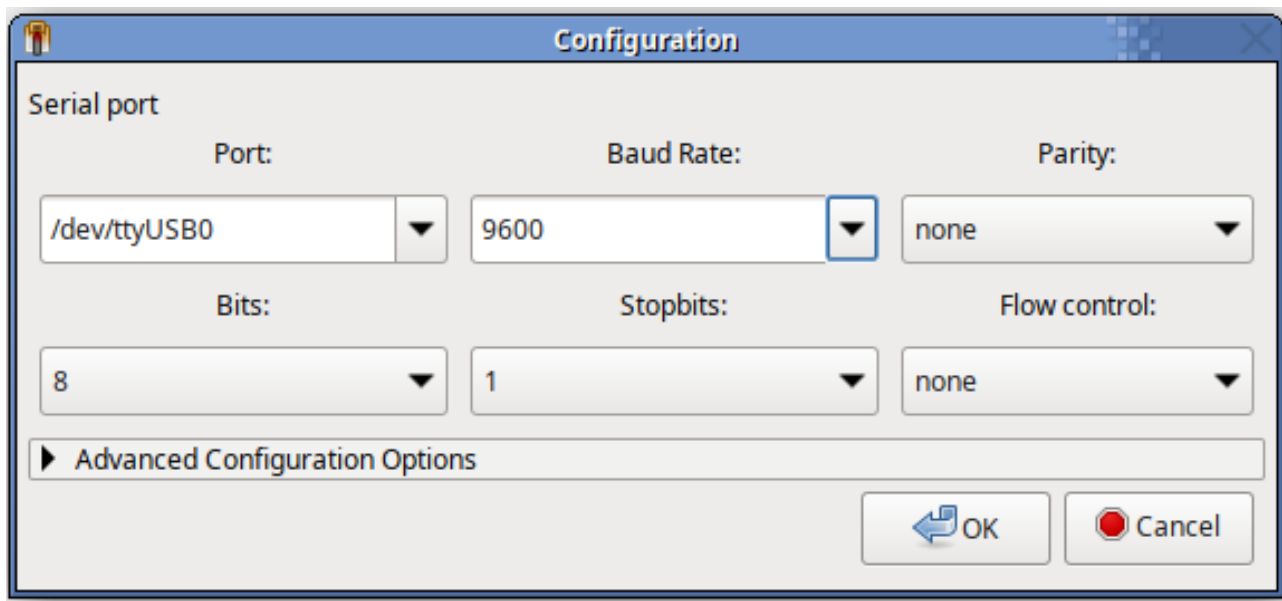 Configuration
Serial port
Port: Baud Rate: Parity:
/dev/ttyUSB0 9600 none
Bits: Stopbits: Flow control:
8 1 none
Advanced Configuration Options
OK Cancel